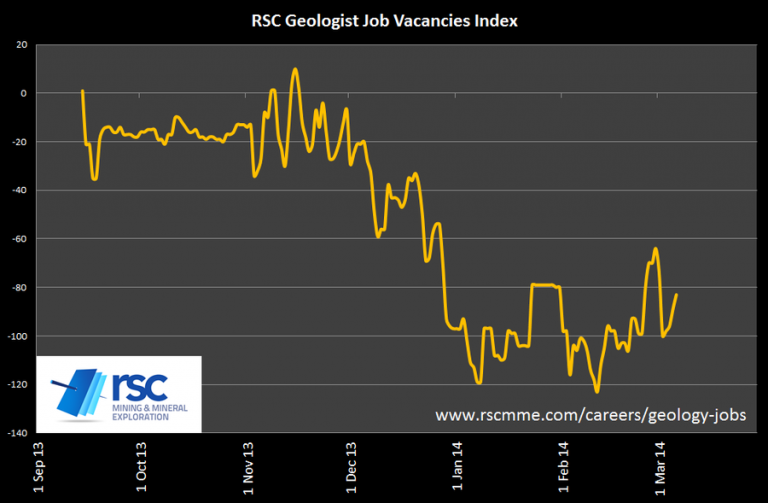 RSC Geologist Job Vacancies Index
20
0
-20
-40
-60
-80
-100
-120
-140
rsc
MINING & MINERAL
EXPLORATION
www.rscmme.com/careers/geology-jobs
1 Sep 13
1 Oct 13
1 Nov 13
1 Dec 13
1 Jan 14
1 Feb 14
1 Mar 14